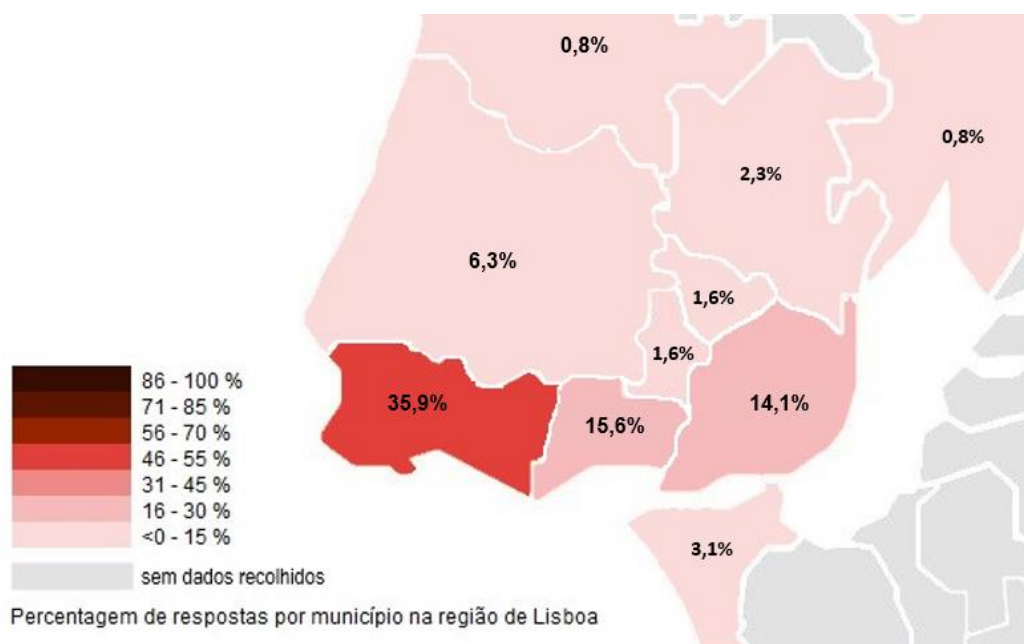 0,8%
0,8%
2,3%
6,3%
1,6%
1,6%
35,9%
15,6%
14,1%
3,1%
86 - 100 %
71 - 85 %
56 - 70 %
46 - 55 %
31 - 45 %
16 - 30 %
<0 - 15 %
sem dados recolhidos
Percentagem de respostas por município na região de Lisboa